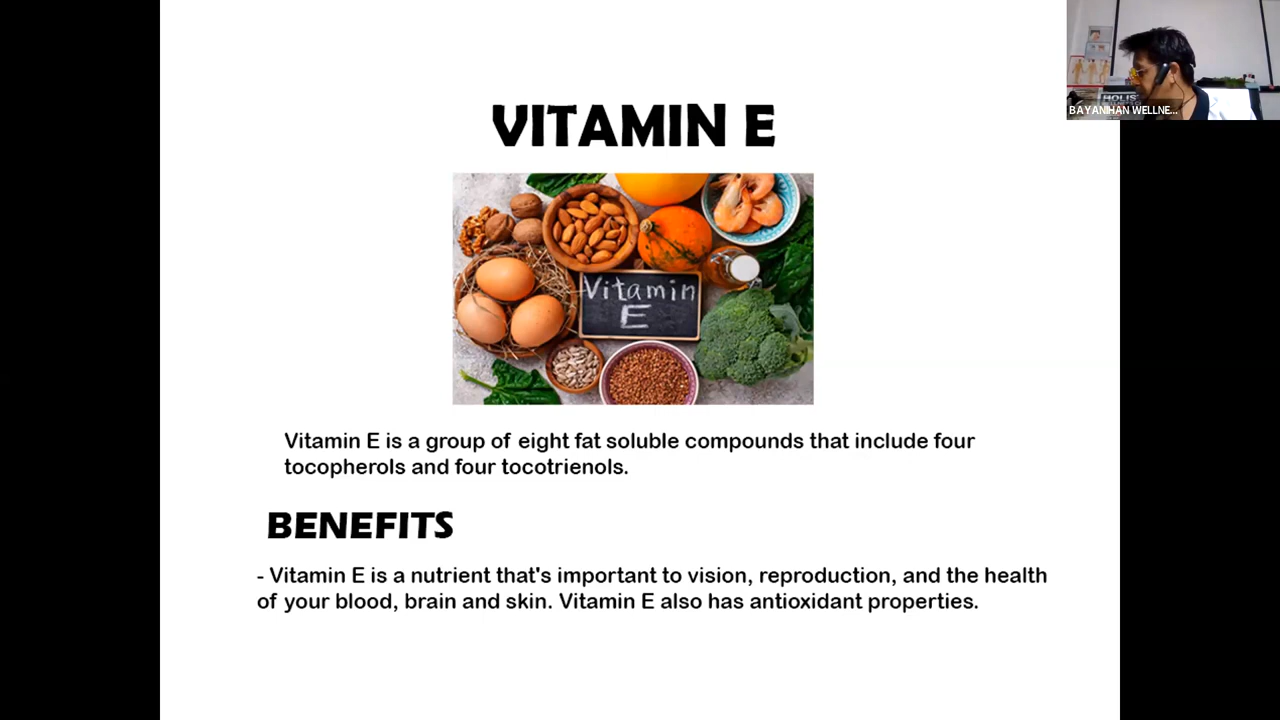 VITAMIN E
Vitamin
E
Vitamin E is a group of eight fat soluble compounds that include four
tocopherols and four tocotrienols.
BENEFITS
- Vitamin E is a nutrient that's important to vision, reproduction, and the health
of your blood, brain and skin. Vitamin E also has antioxidant properties.
HOLIS
BAYANIHAN WELLNE...